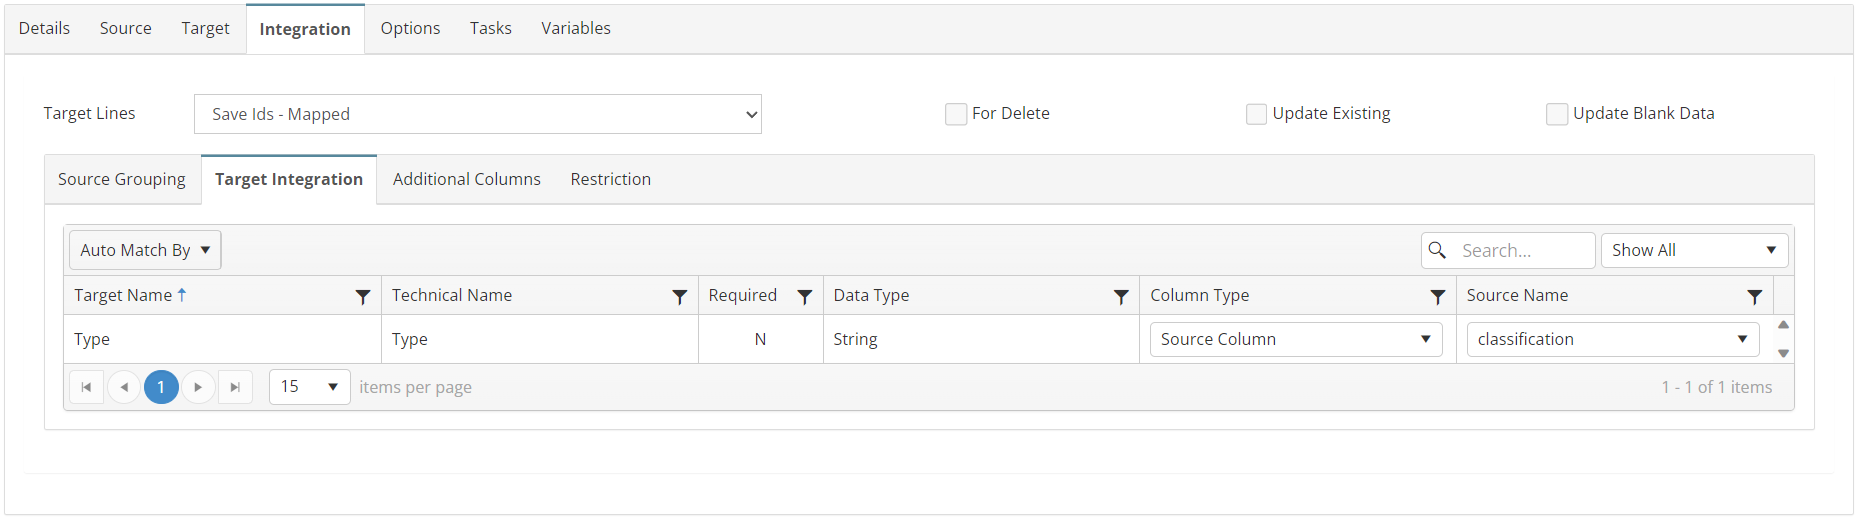 Details Source Target Integration Options Tasks Variables
Target Lines Save Ids - Mapped For Delete Update Existing Update Blank Data
Source Grouping Target Integration Additional Columns Restriction
Auto Match By Search... Show All
Target Name Technical Name Required Data Type Column Type Source Name
Type Type N String Source Column classification
1 15 items per page 1 - 1 of 1 items